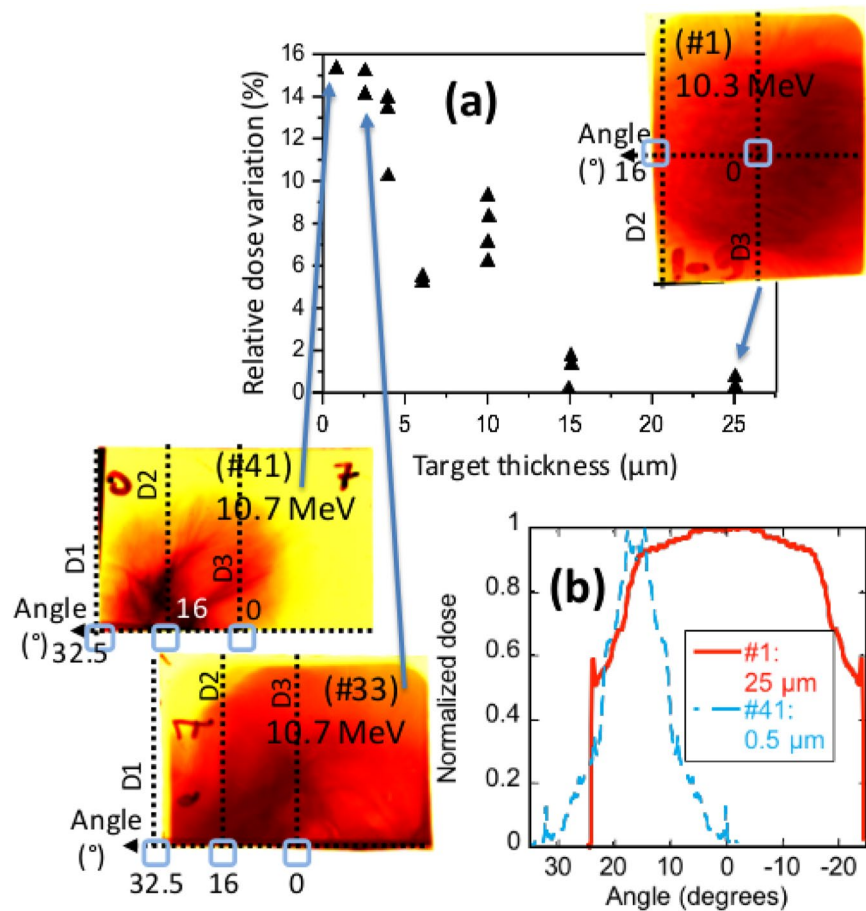 (a)
Relative dose variation (%)
16
14
12
10
8
6
4
2
0
0
5
10
15
20
25
Target thickness (μm)
(#1)
10.3 MeV
Angle
(°) 16
0
D2
D3
(#41)
10.7 MeV
7
D1
D2
D3
Angle
(°)
32.5
16
0
(#33)
10.7 MeV
7
D1
D2
D3
Angle
(°)
32.5
16
0
(b)
Normalized dose
1
0.8
0.6
0.4
0.2
0
#1:
25 μm
#41:
0.5 μm
30
20
10
0
-10
-20
Angle (degrees)